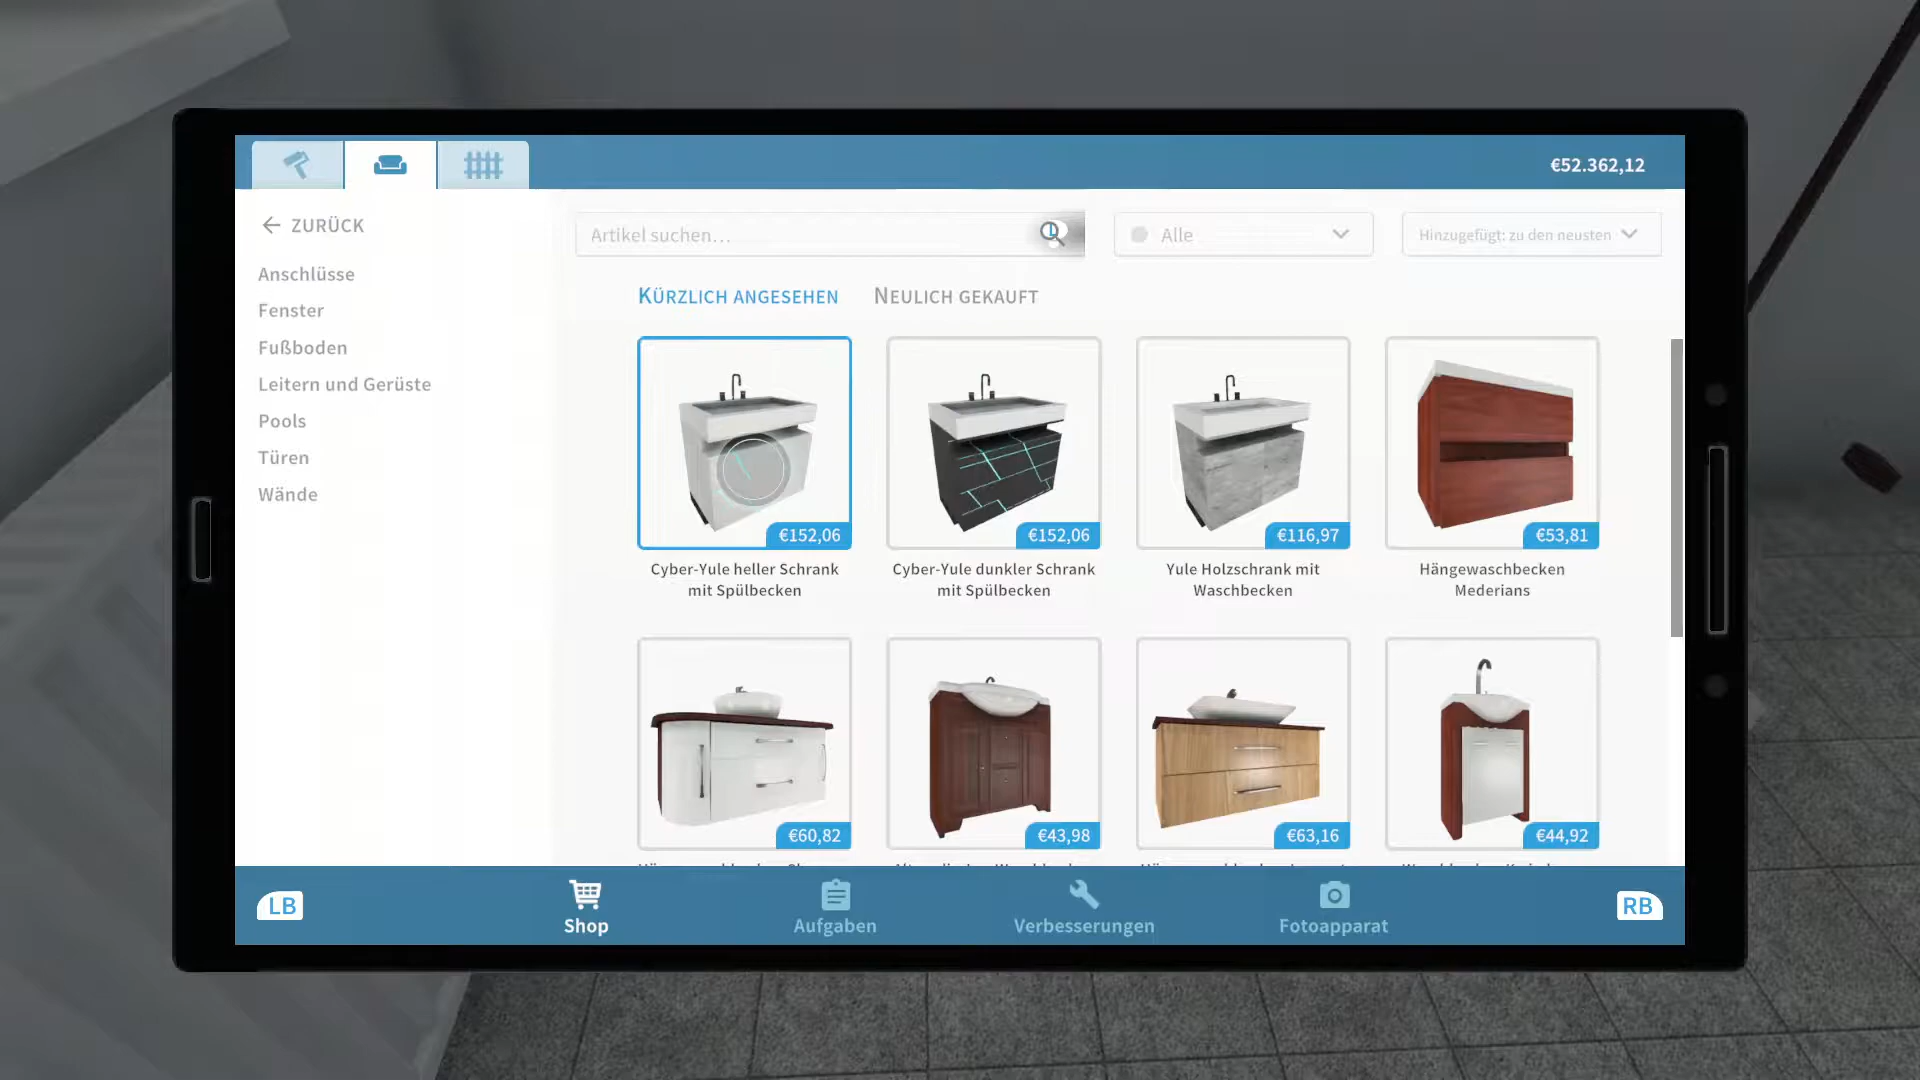 €52.362,12
ZURÜCK
Artikel suchen...
Alle
Hinzugefügt: zu den neusten
Anschlüsse
Fenster
Fußboden
Leitern und Gerüste
Pools
Türen
Wände
KÜRZLICH ANGESEHEN
NEULICH GEKAUFT
€152,06
€152,06
€116,97
€53,81
Cyber-Yule heller Schrank
mit Spülbecken
Cyber-Yule dunkler Schrank
mit Spülbecken
Yule Holzschrank mit
Waschbecken
Hängewaschbecken
Mederians
€60,82
€43,98
€63,16
€44,92
LB
Shop
Aufgaben
Verbesserungen
Fotoapparat
RB